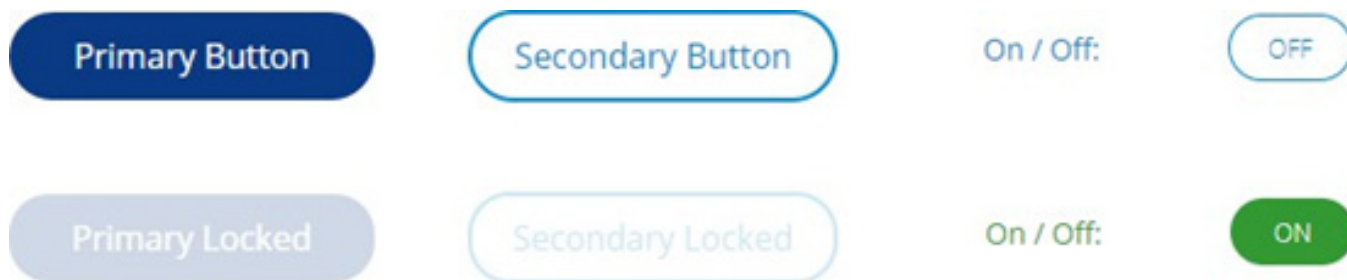 Primary Button
Secondary Button
On / Off:
OFF
Primary Locked
Secondary Locked
On / Off:
ON